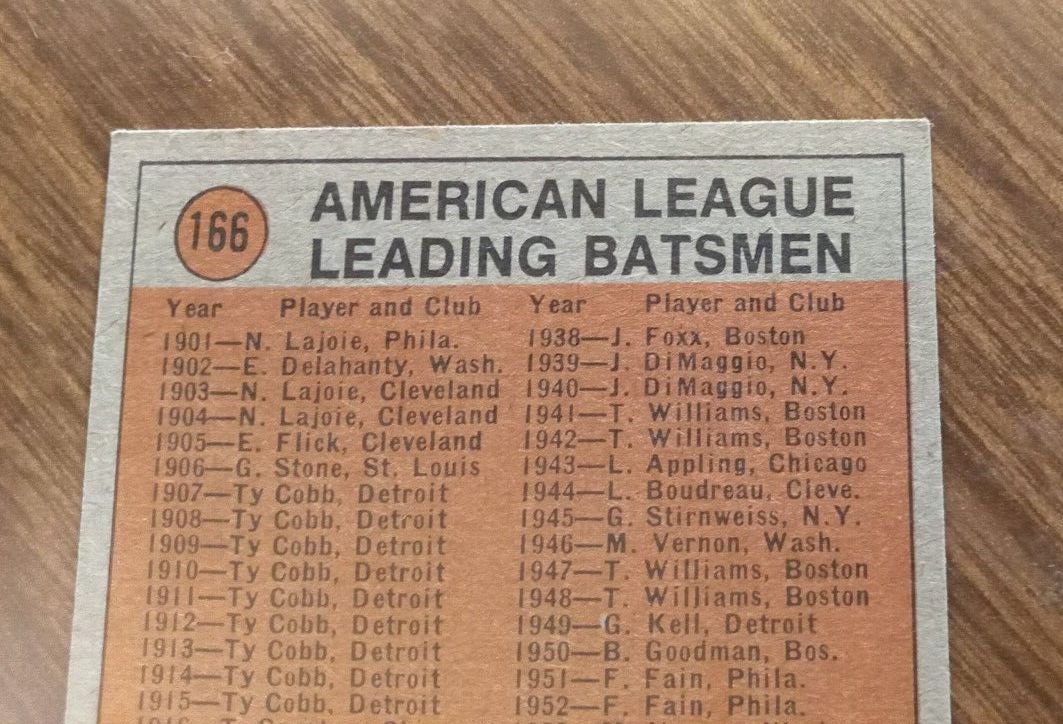 166
AMERICAN LEAGUE
LEADING BATSMEN
Year Player and Club
1901—N. Lajoie, Phila.
1902—E. Delahanty, Wash.
1903—N. Lajoie, Cleveland
1904—N. Lajoie, Cleveland
1905—E. Flick, Cleveland
1906—G. Stone, St. Louis
1907—Ty Cobb, Detroit
1908—Ty Cobb, Detroit
1909—Ty Cobb, Detroit
1910—Ty Cobb, Detroit
1911—Ty Cobb, Detroit
1912—Ty Cobb, Detroit
1913—Ty Cobb, Detroit
1914—Ty Cobb, Detroit
1915—Ty Cobb, Detroit
Year Player and Club
1938—J. Foxx, Boston
1939—J. DiMaggio, N.Y.
1940—J. DiMaggio, N.Y.
1941—T. Williams, Boston
1942—T. Williams, Boston
1943—L. Appling, Chicago
1944—L. Boudreau, Cleve.
1945—G. Stirnweiss, N.Y.
1946—M. Vernon, Wash.
1947—T. Williams, Boston
1948—T. Williams, Boston
1949—G. Kell, Detroit
1950—B. Goodman, Bos.
1951—F. Fain, Phila.
1952—F. Fain, Phila.